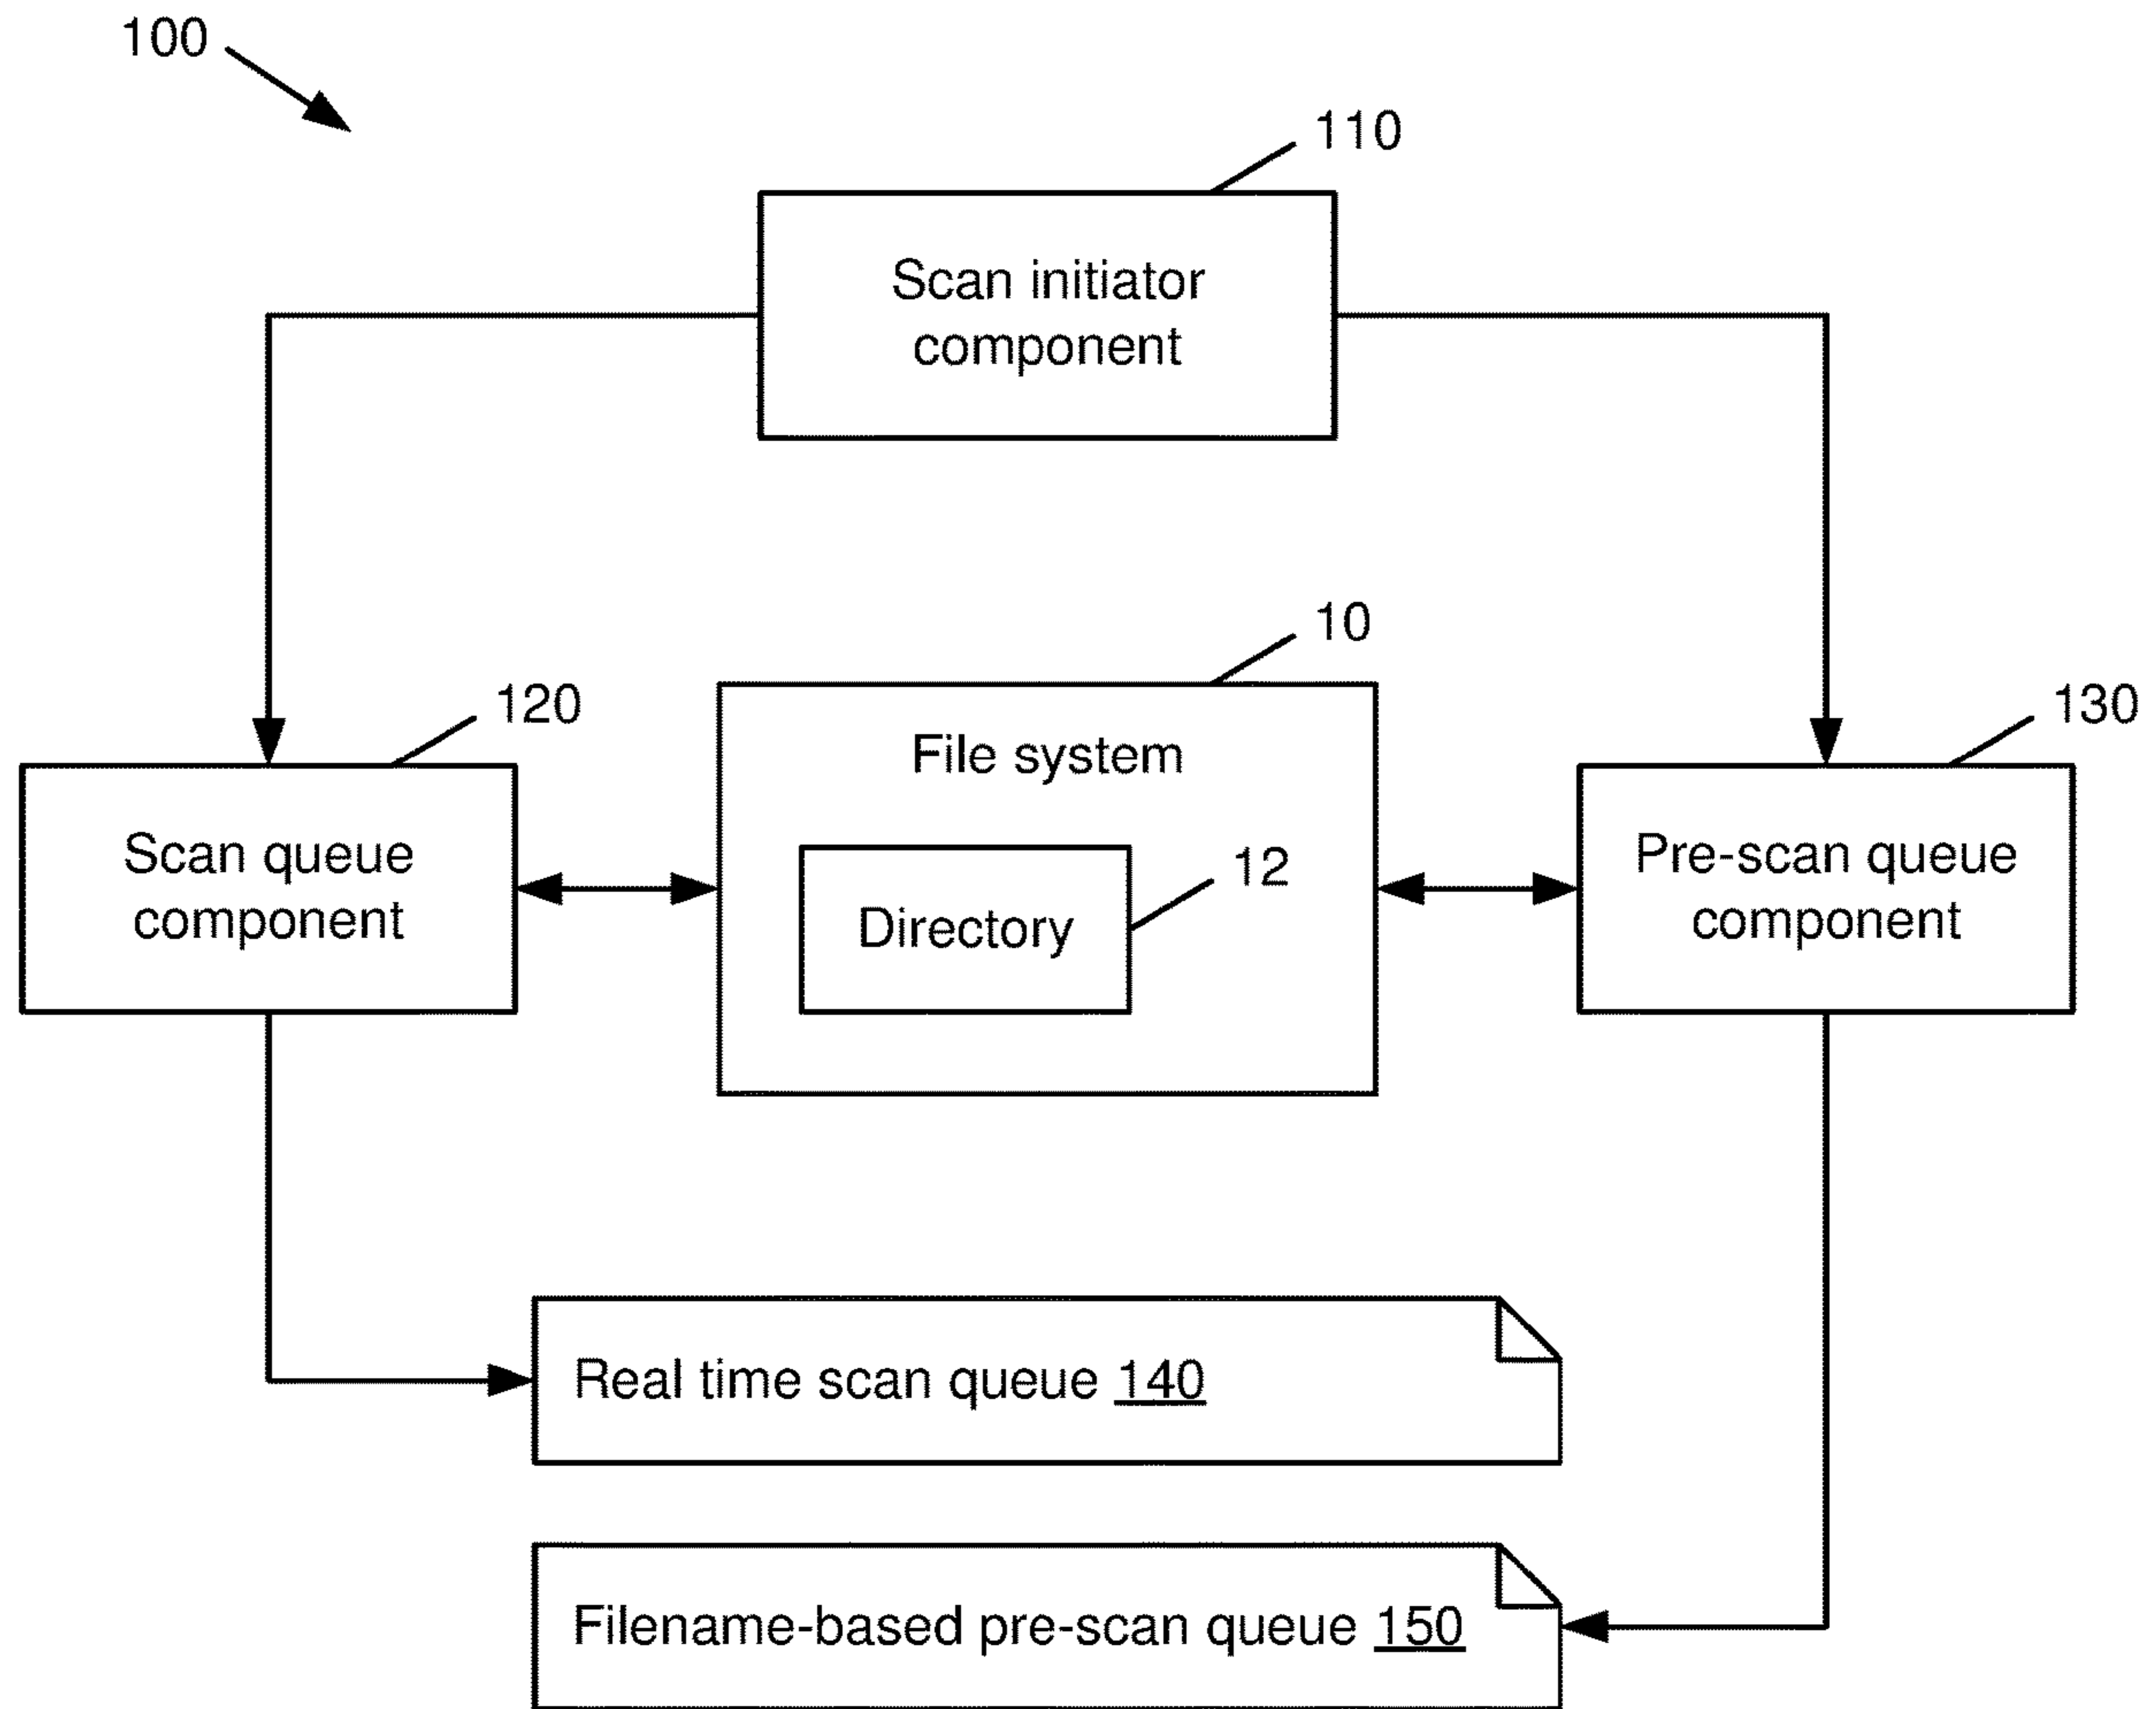 100
110
Scan initiator
component
10
120
130
File system
Scan queue
component
12
Directory
Pre-scan queue
component
Real time scan queue 140
Filename-based pre-scan queue 150